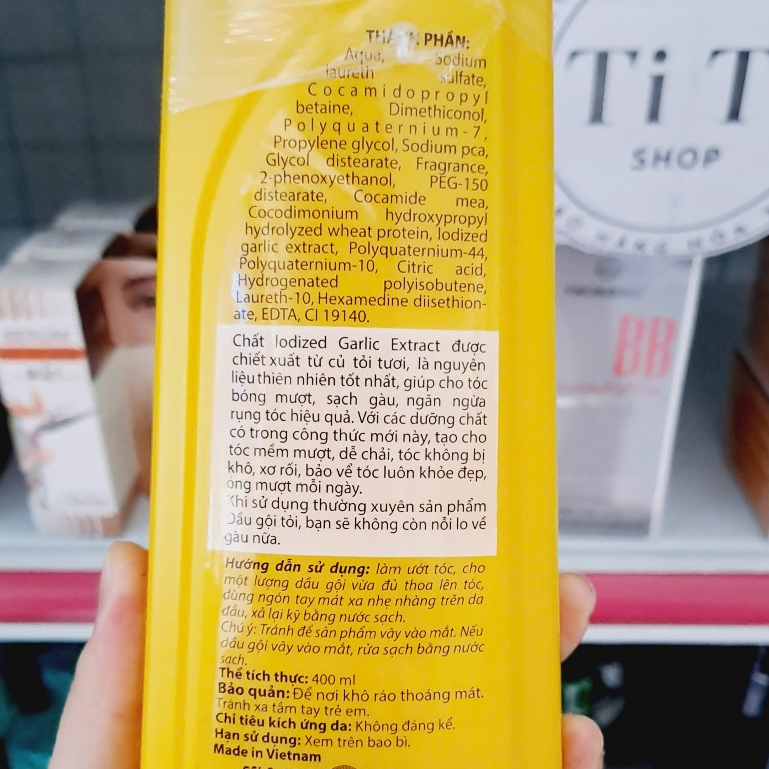 THÀNH PHẦN:
Aqua, Sodium
laureth sulfate,
Cocamidopropyl
betaine, Dimethiconol,
Polyquaternium-7,
Propylene glycol, Sodium pca,
Glycol distearate, Fragrance,
2-phenoxyethanol, PEG-150
distearate, Cocamide mea,
Cocodimonium hydroxypropyl
hydrolyzed wheat protein, Iodized
garlic extract, Polyquaternium-44,
Polyquaternium-10, Citric acid,
Hydrogenated polyisobutene,
Laureth-10, Hexamedine diisethion-
ate, EDTA, CI 19140.
Chất Iodized Garlic Extract được
chiết xuất từ củ tỏi tươi, là nguyên
liệu thiên nhiên tốt nhất, giúp cho tóc
bóng mượt, sạch gàu, ngăn ngừa
rụng tóc hiệu quả. Với các dưỡng chất
có trong công thức mới này, tạo cho
tóc mềm mượt, dễ chải, tóc không bị
khô, xơ rối, bảo vể tóc luôn khỏe đẹp,
óng mượt mỗi ngày.
Khi sử dụng thường xuyên sản phẩm
Dầu gội tỏi, bạn sẽ không còn nỗi lo về
gàu nữa.
Hướng dẫn sử dụng: làm ướt tóc, cho
một lượng dầu gội vừa đủ thoa lên tóc,
dùng ngón tay mát xa nhẹ nhàng trên da
đầu, xả lại kỹ bằng nước sạch.
Chú ý: Tránh để sản phẩm vảy vào mắt. Nếu
dầu gội vây vào mắt, rửa sạch bằng nước
sạch.
Thể tích thực: 400 ml
Bảo quản: Để nơi khô ráo thoáng mát.
Tránh xa tầm tay trẻ em.
Chỉ tiêu kích ứng da: Không đáng kể.
Hạn sử dụng: Xem trên bao bì.
Made in Vietnam
Ti T
SHOP
BB